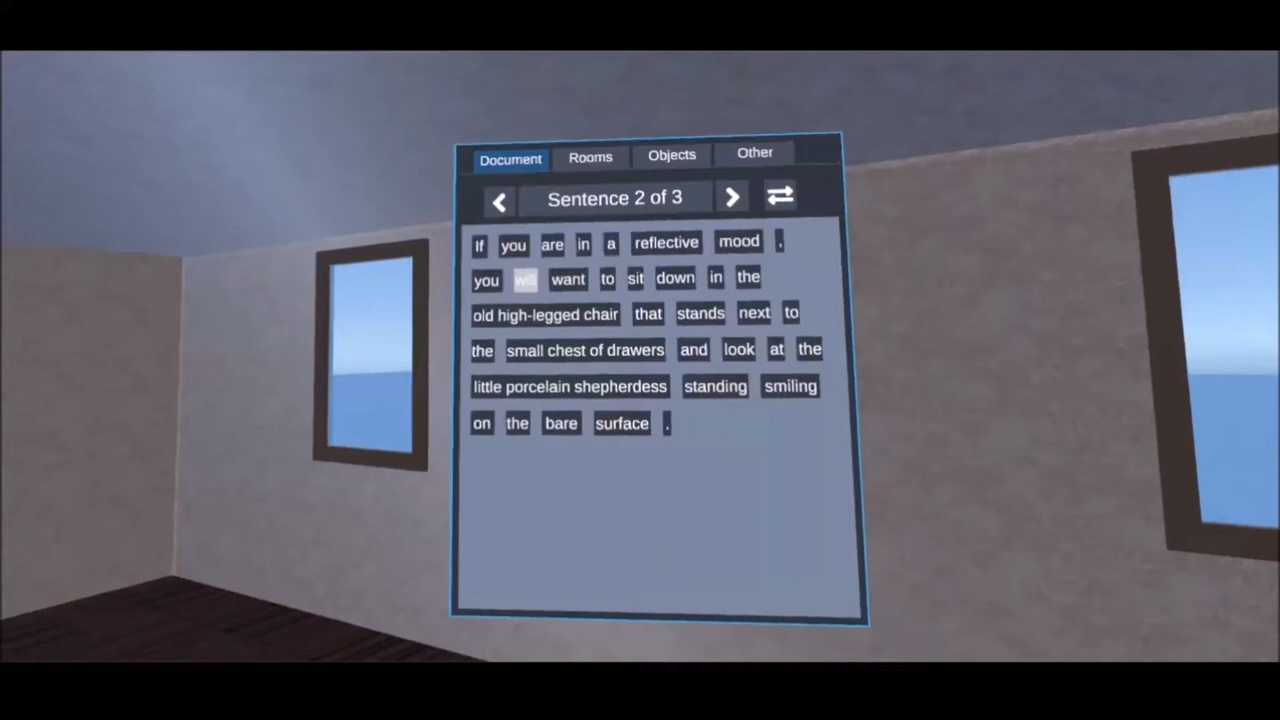 Document Rooms Objects Other
Sentence 2 of 3
If you are in a reflective mood ,
you will want to sit down in the
old high-legged chair that stands next to
the small chest of drawers and look at the
little porcelain shepherdess standing smiling
on the bare surface .